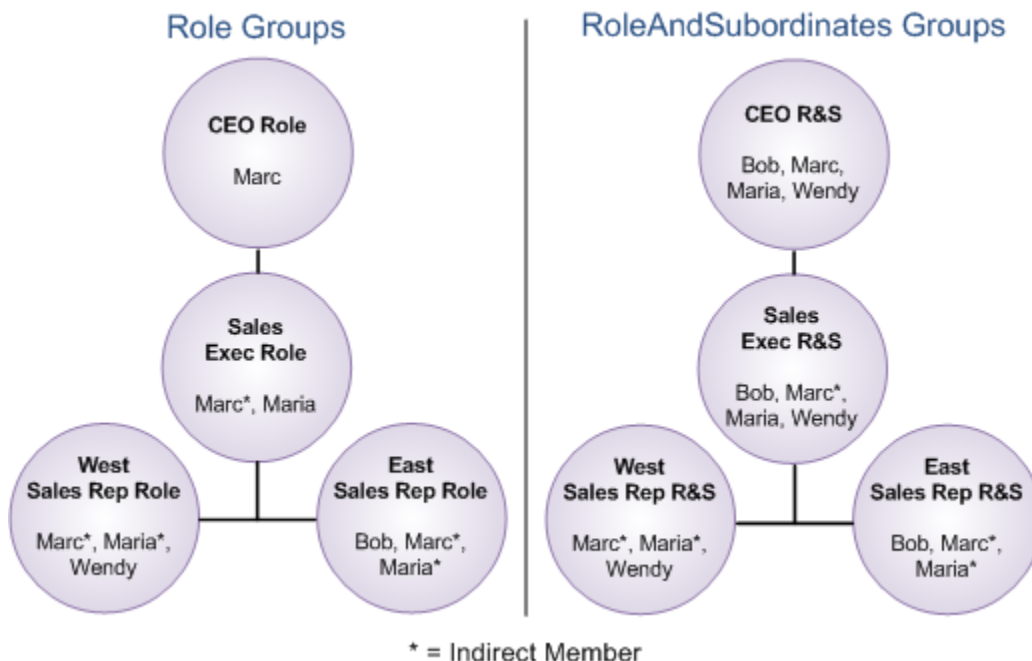 Role Groups
CEO Role
Marc
Sales
Exec Role
Marc*, Maria
West
Sales Rep Role
Marc*, Maria*,
Wendy
East
Sales Rep Role
Bob, Marc*,
Maria*
RoleAndSubordinates Groups
CEO R&S
Bob, Marc,
Maria, Wendy
Sales
Exec R&S
Bob, Marc*,
Maria, Wendy
West
Sales Rep R&S
Marc*, Maria*,
Wendy
East
Sales Rep R&S
Bob, Marc*,
Maria*
* = Indirect Member